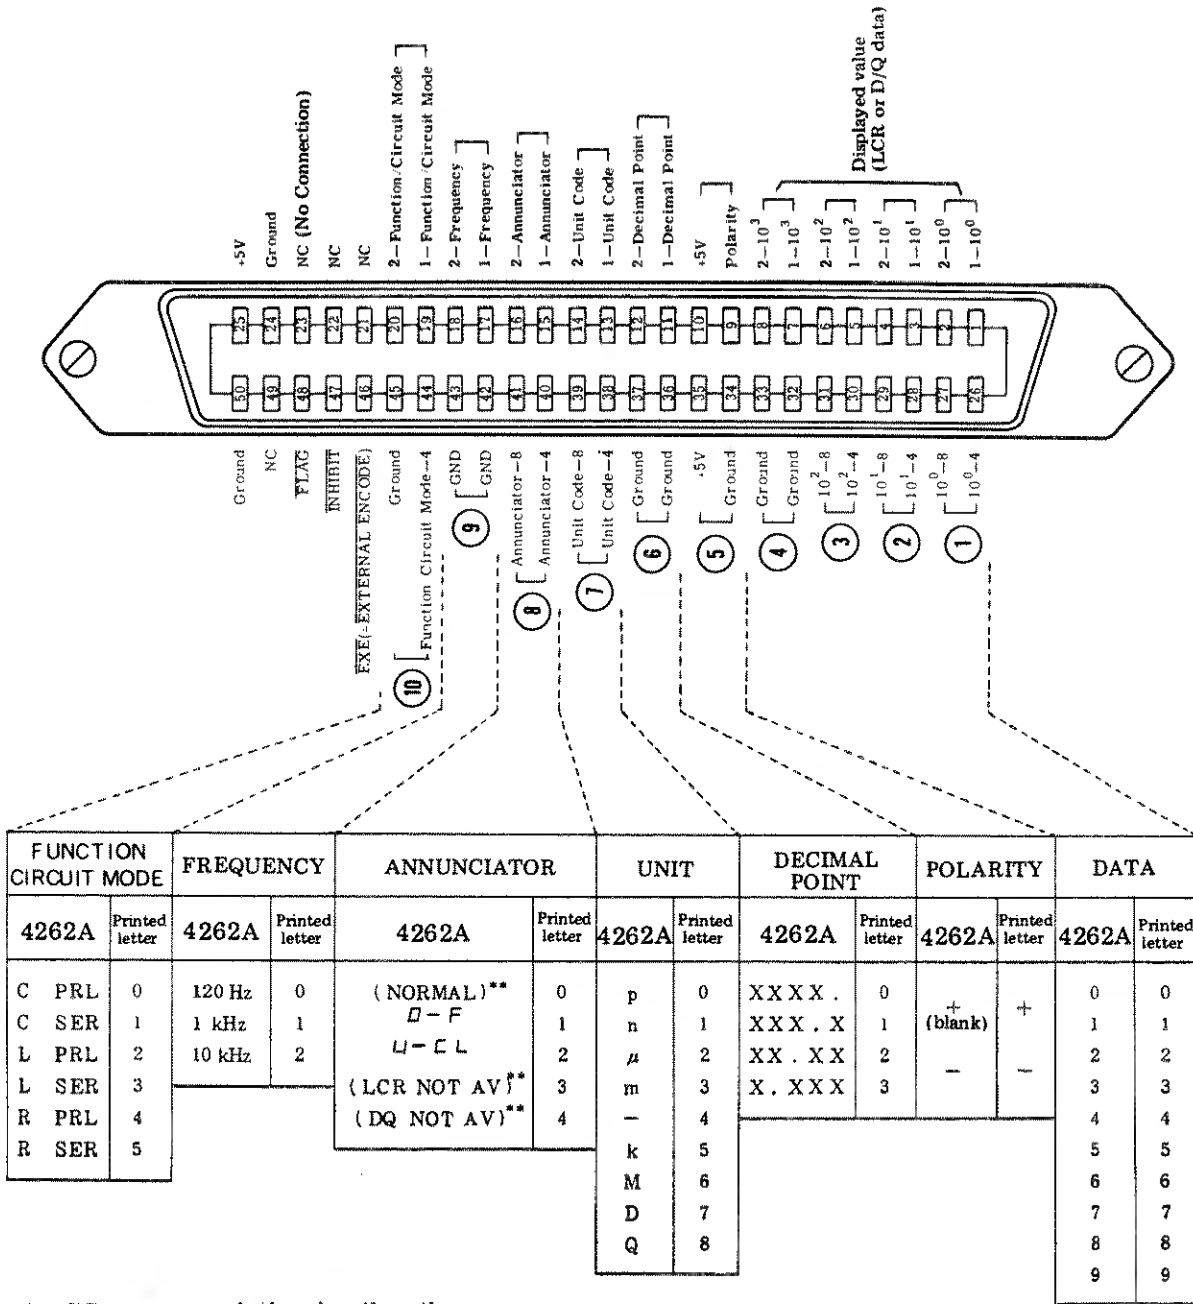 +5V
Ground
NC (No Connection)
NC
NC
2-Function/Circuit Mode
1-Function/Circuit Mode
2-Frequency
1-Frequency
2-Annunciator
1-Annunciator
2-Unit Code
1-Unit Code
2-Decimal Point
1-Decimal Point
+5V
Polarity
2-10³
1-10³
2-10²
1-10²
2-10¹
1-10¹
2-10⁰
1-10⁰
Displayed value
(LCR or D/Q data)
25 24 23 22 21 20 19 18 17 16 15 14 13 12 11 10 9 8 7 6 5 4 3 2 1
50 49 48 47 46 45 44 43 42 41 40 39 38 37 36 35 34 33 32 31 30 29 28 27 26
Ground
NC
FLAG
INHIBIT
EXE(-EXTERNAL ENCODE)
Ground
Function Circuit Mode-4
10
GND
GND
9
Annunciator-8
Annunciator-4
8
Unit Code-8
Unit Code-4
7
Ground
Ground
6
+5V
Ground
5
Ground
Ground
4
10²-8
10²-4
3
10¹-8
10¹-4
2
10⁰-8
10⁰-4
1
FUNCTION CIRCUIT MODE FREQUENCY ANNUNCIATOR UNIT DECIMAL POINT POLARITY DATA
4262A Printed letter 4262A Printed letter 4262A Printed letter 4262A Printed letter 4262A Printed letter 4262A Printed letter 4262A Printed letter
C PRL 0 120 Hz 0 (NORMAL)** 0 p 0 XXXX. 0 + (blank) + 0 0
C SER 1 1 kHz 1 O-F 1 n 1 XXX.X 1 1 1
L PRL 2 10 kHz 2 U-CL 2 μ 2 XX.XX 2 - - 2 2
L SER 3 (LCR NOT AV)** 3 m 3 X.XXX 3 3 3
R PRL 4 (DQ NOT AV)** 4 - 4 4 4
R SER 5 k 5 5 5
M 6 6 6
D 7 7 7
Q 8 8 8
9 9